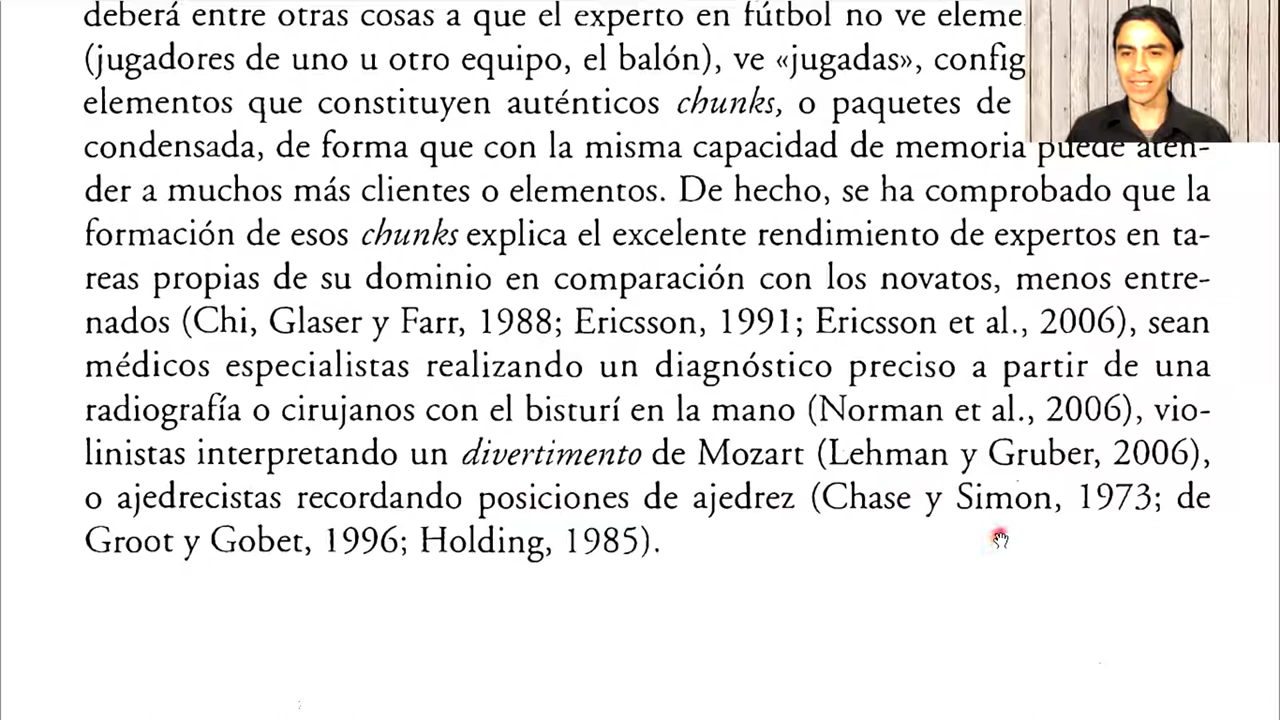 deberá entre otras cosas a que el experto en fútbol no ve
(jugadores de uno u otro equipo, el balón), ve «jugadas»,
elementos que constituyen auténticos chunks, o paquetes de
condensada, de forma que con la misma capacidad de memoria puede aten-
der a muchos más clientes o elementos. De hecho, se ha comprobado que la
formación de esos chunks explica el excelente rendimiento de expertos en ta-
reas propias de su dominio en comparación con los novatos, menos entre-
nados (Chi, Glaser y Farr, 1988; Ericsson, 1991; Ericsson et al., 2006), sean
médicos especialistas realizando un diagnóstico preciso a partir de una
radiografía o cirujanos con el bisturí en la mano (Norman et al., 2006), vio-
linistas interpretando un divertimento de Mozart (Lehman y Gruber, 2006),
o ajedrecistas recordando posiciones de ajedrez (Chase y Simon, 1973; de
Groot y Gobet, 1996; Holding, 1985).